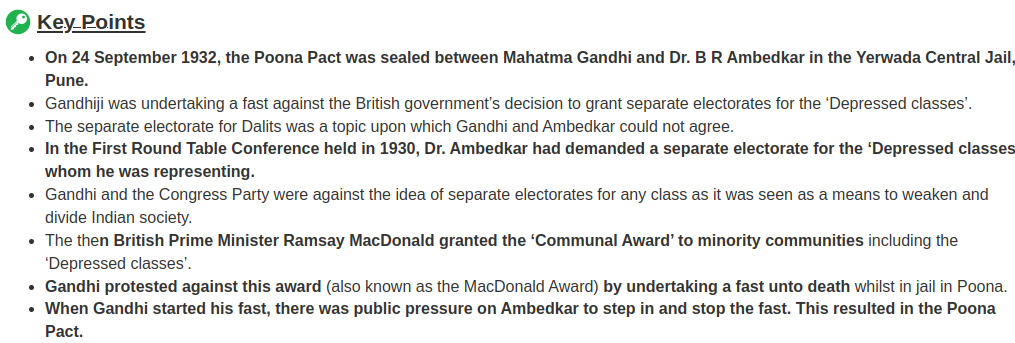 Key Points
• On 24 September 1932, the Poona Pact was sealed between Mahatma Gandhi and Dr. B R Ambedkar in the Yerwada Central Jail,
Pune.
• Gandhiji was undertaking a fast against the British government’s decision to grant separate electorates for the ‘Depressed classes’.
• The separate electorate for Dalits was a topic upon which Gandhi and Ambedkar could not agree.
• In the First Round Table Conference held in 1930, Dr. Ambedkar had demanded a separate electorate for the ‘Depressed classes
whom he was representing.
• Gandhi and the Congress Party were against the idea of separate electorates for any class as it was seen as a means to weaken and
divide Indian society.
• The then British Prime Minister Ramsay MacDonald granted the ‘Communal Award’ to minority communities including the
‘Depressed classes’.
• Gandhi protested against this award (also known as the MacDonald Award) by undertaking a fast unto death whilst in jail in Poona.
• When Gandhi started his fast, there was public pressure on Ambedkar to step in and stop the fast. This resulted in the Poona
Pact.